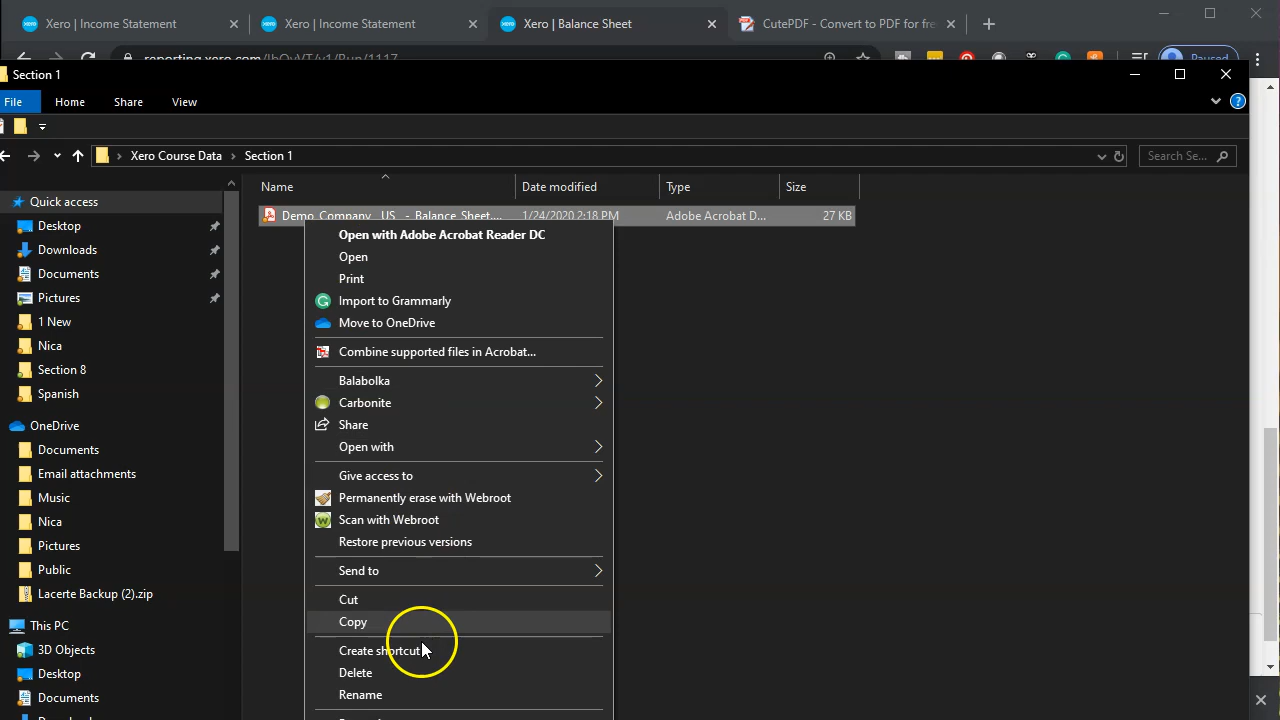 Xero | Income Statement
Xero | Income Statement
Xero | Balance Sheet
CutePDF - Convert to PDF for fre
Paused
Section 1
File
Home
Share
View
Xero Course Data
Section 1
Search Se...
Name
Date modified
Type
Size
Demo_Company__US_ - Balance_Sheet....
1/24/2020 2:18 PM
Adobe Acrobat D...
27 KB
Quick access
Desktop
Downloads
Documents
Pictures
1 New
Nica
Section 8
Spanish
OneDrive
Documents
Email attachments
Music
Nica
Pictures
Public
Lacerte Backup (2).zip
This PC
3D Objects
Desktop
Documents
Open with Adobe Acrobat Reader DC
Open
Print
Import to Grammarly
Move to OneDrive
Combine supported files in Acrobat...
Balabolka
Carbonite
Share
Open with
Give access to
Permanently erase with Webroot
Scan with Webroot
Restore previous versions
Send to
Cut
Copy
Create shortcut
Delete
Rename